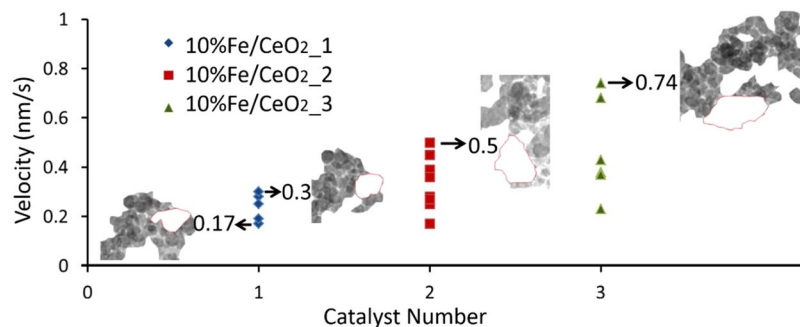 1
0.8
0.6
0.4
0.2
0
Velocity (nm/s)
10%Fe/CeO2_1
10%Fe/CeO2_2
10%Fe/CeO2_3
0.17
0.3
0.5
0.74
0 1 2 3
Catalyst Number